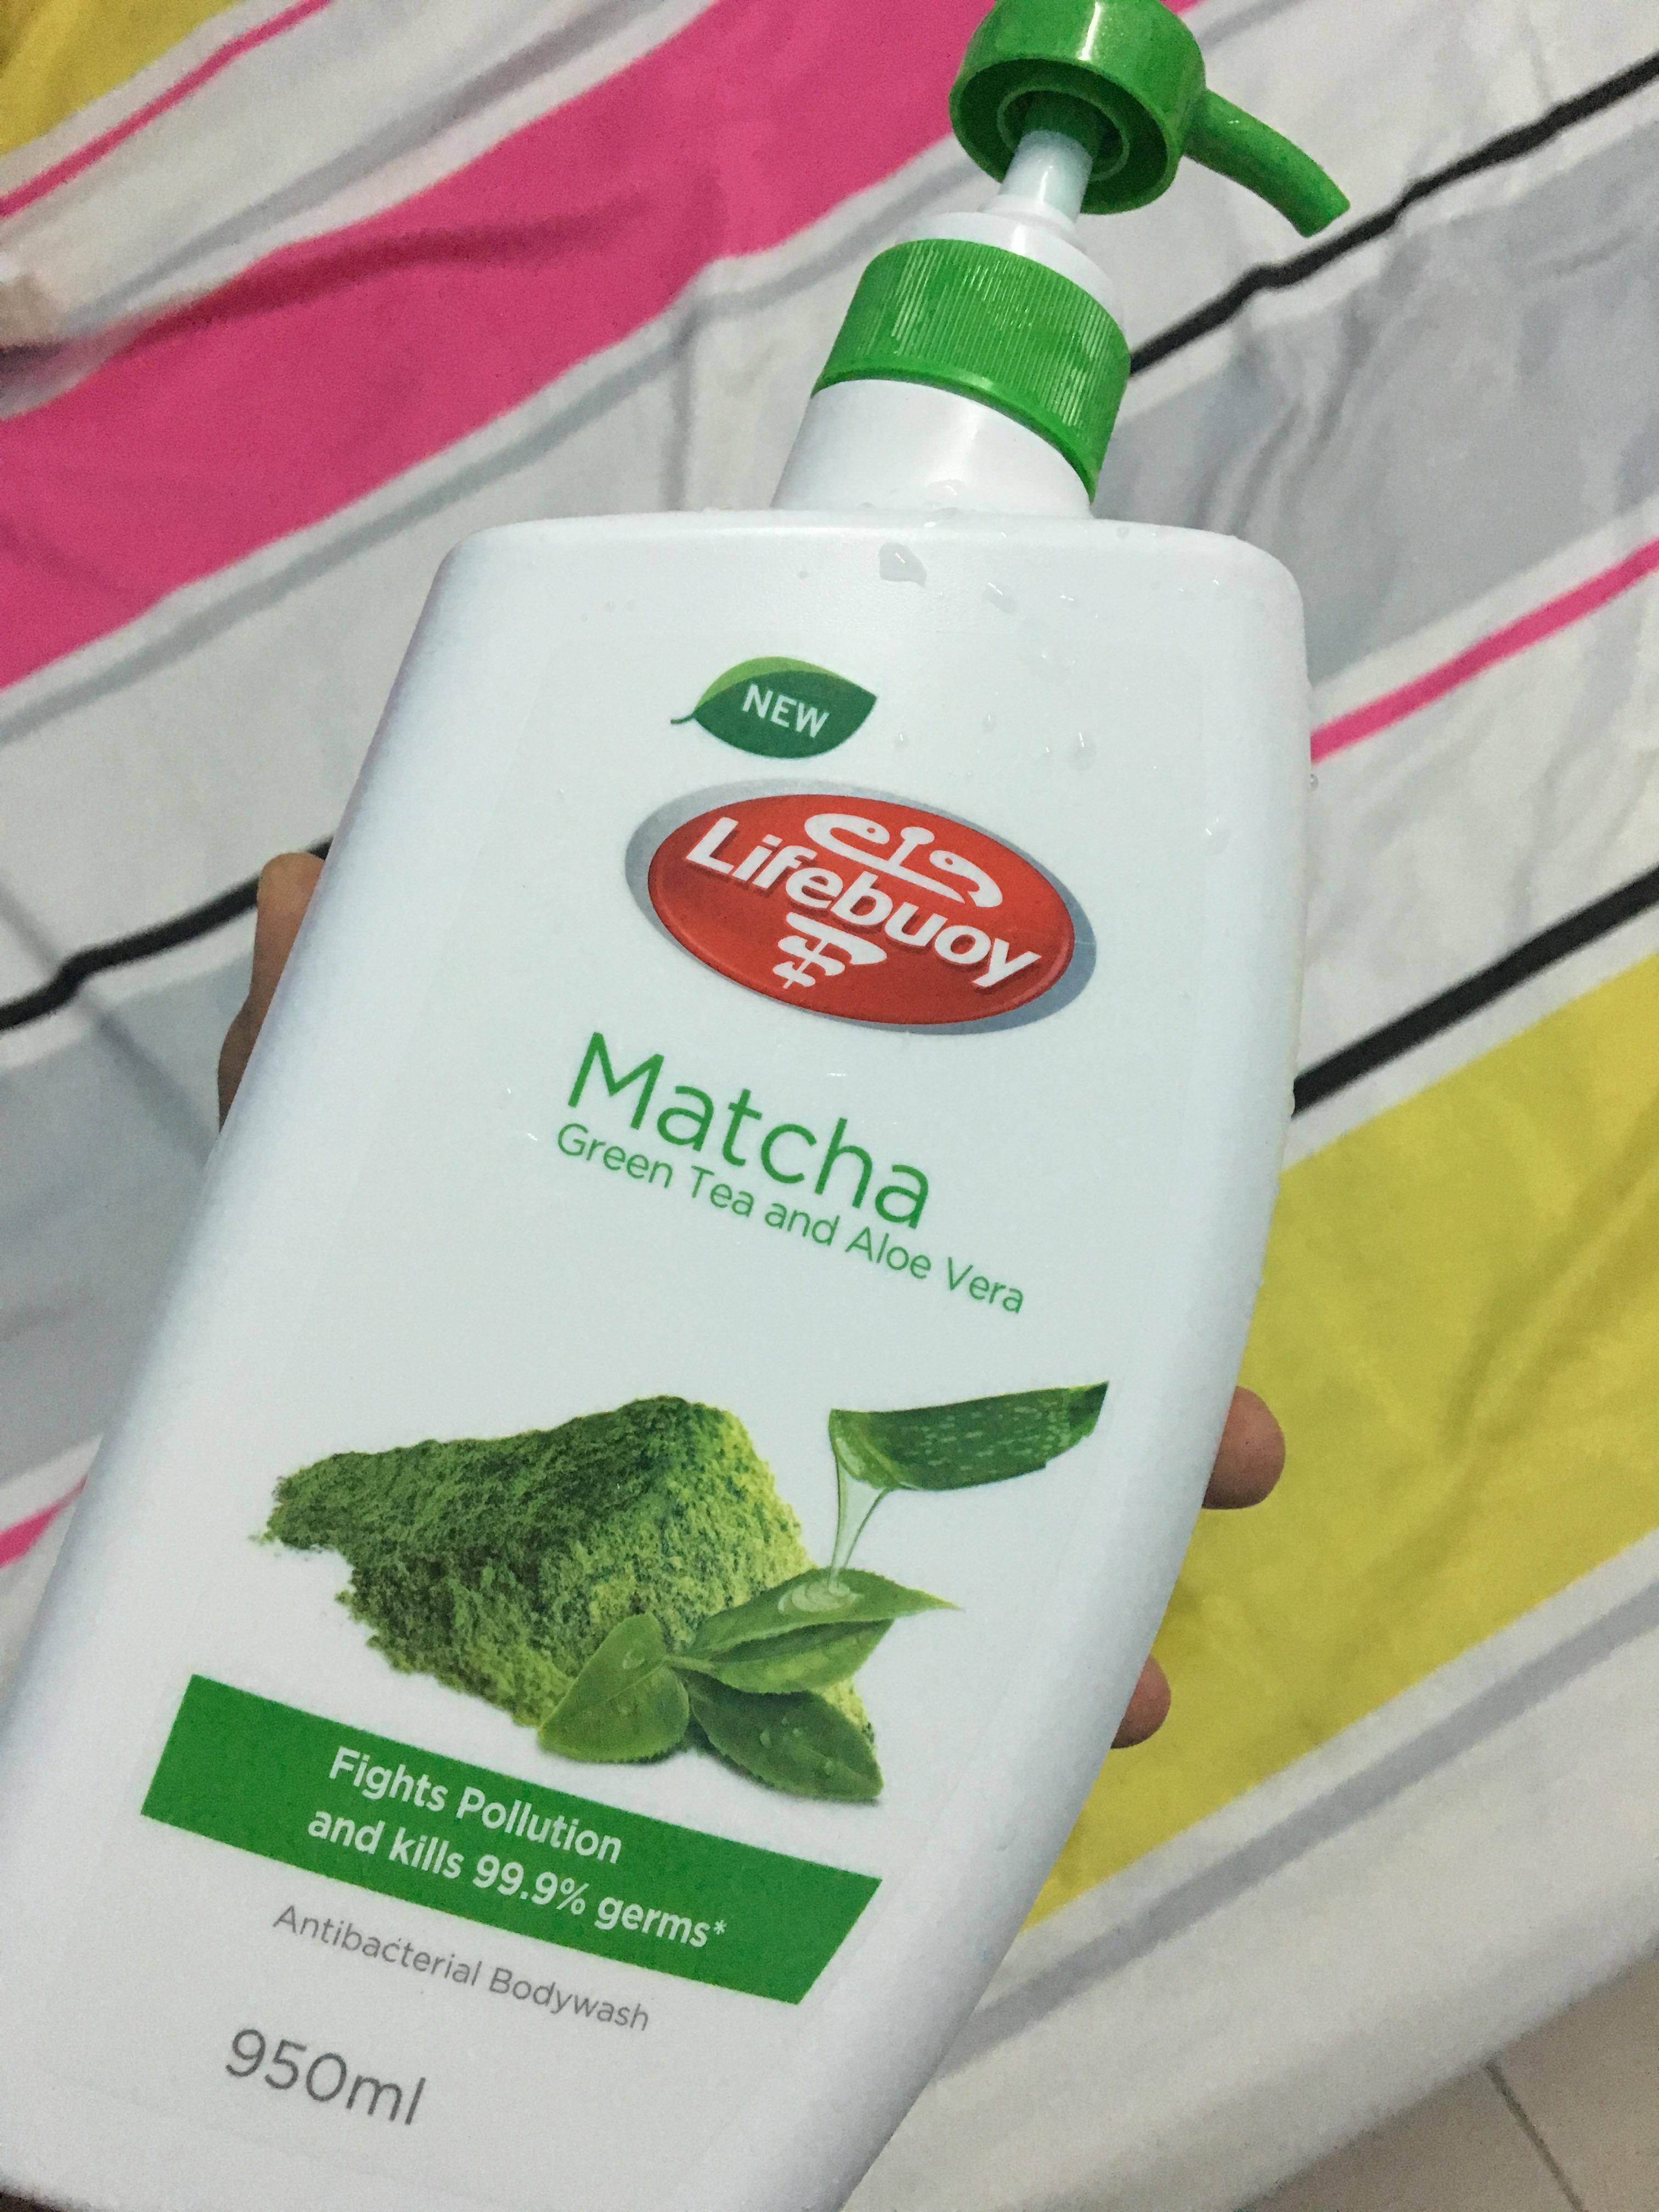 NEW
Lifebuoy
Matcha
Green Tea and Aloe Vera
Fights Pollution
and kills 99.9% germs*
Antibacterial Bodywash
950ml